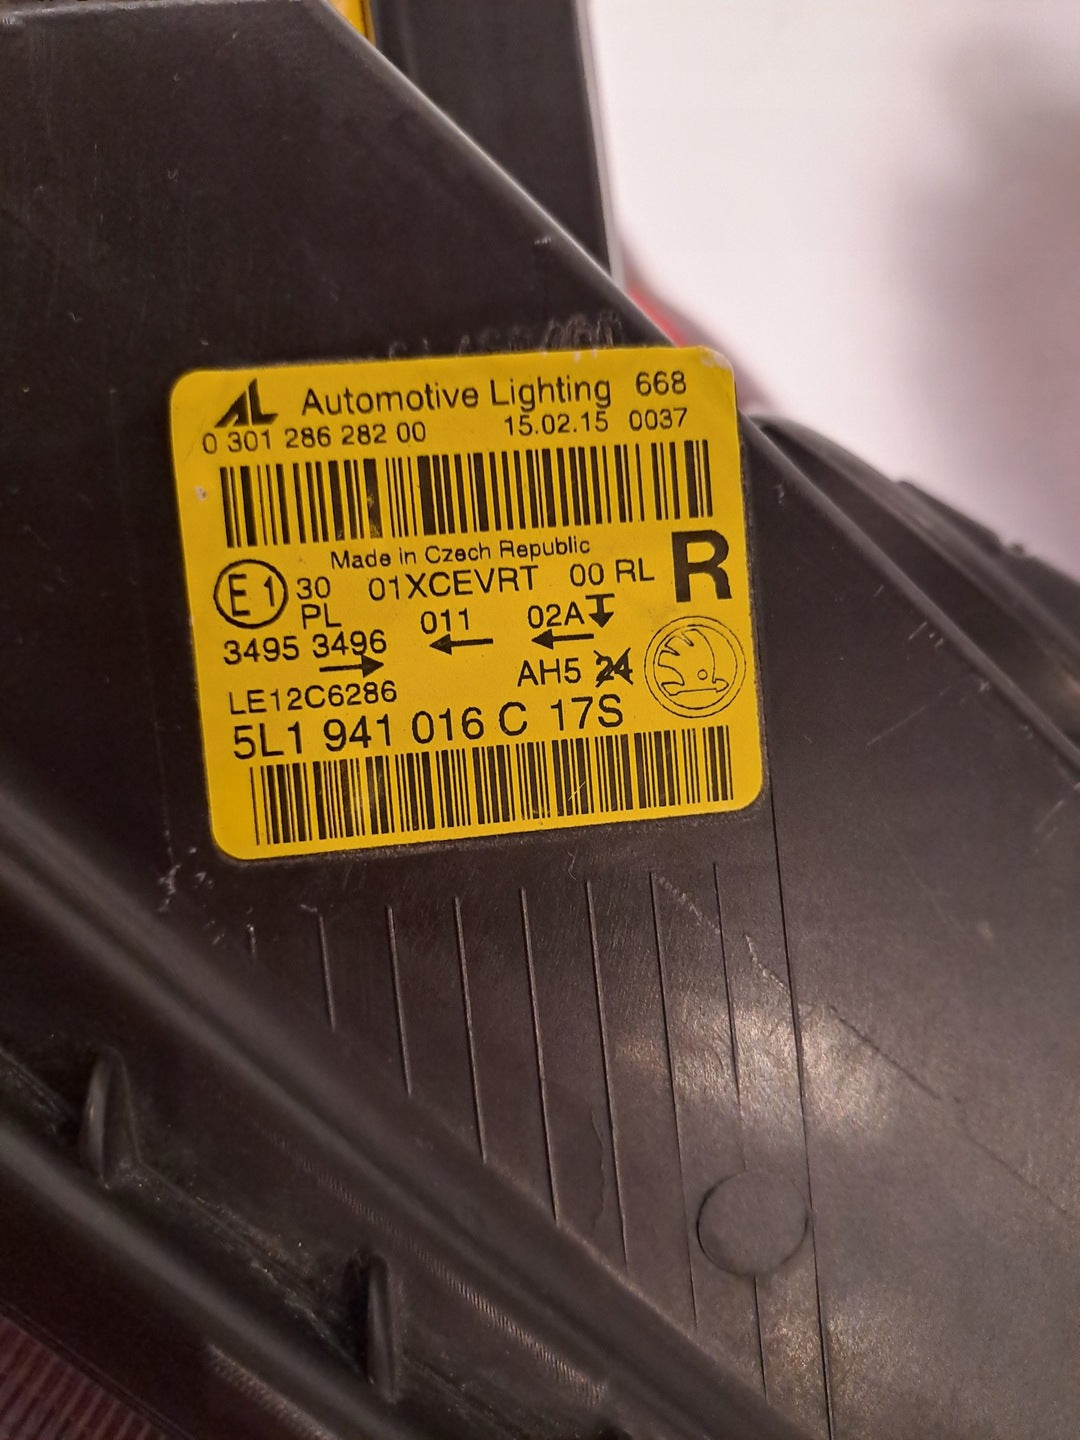 AL Automotive Lighting 668
0 301 286 282 00 15.02.15 0037
Made in Czech Republic
E1 30 01XCEVRT 00 RL R
PL 011 02A
3495 3496
AH5 24
LE12C6286
5L1 941 016 C 17S